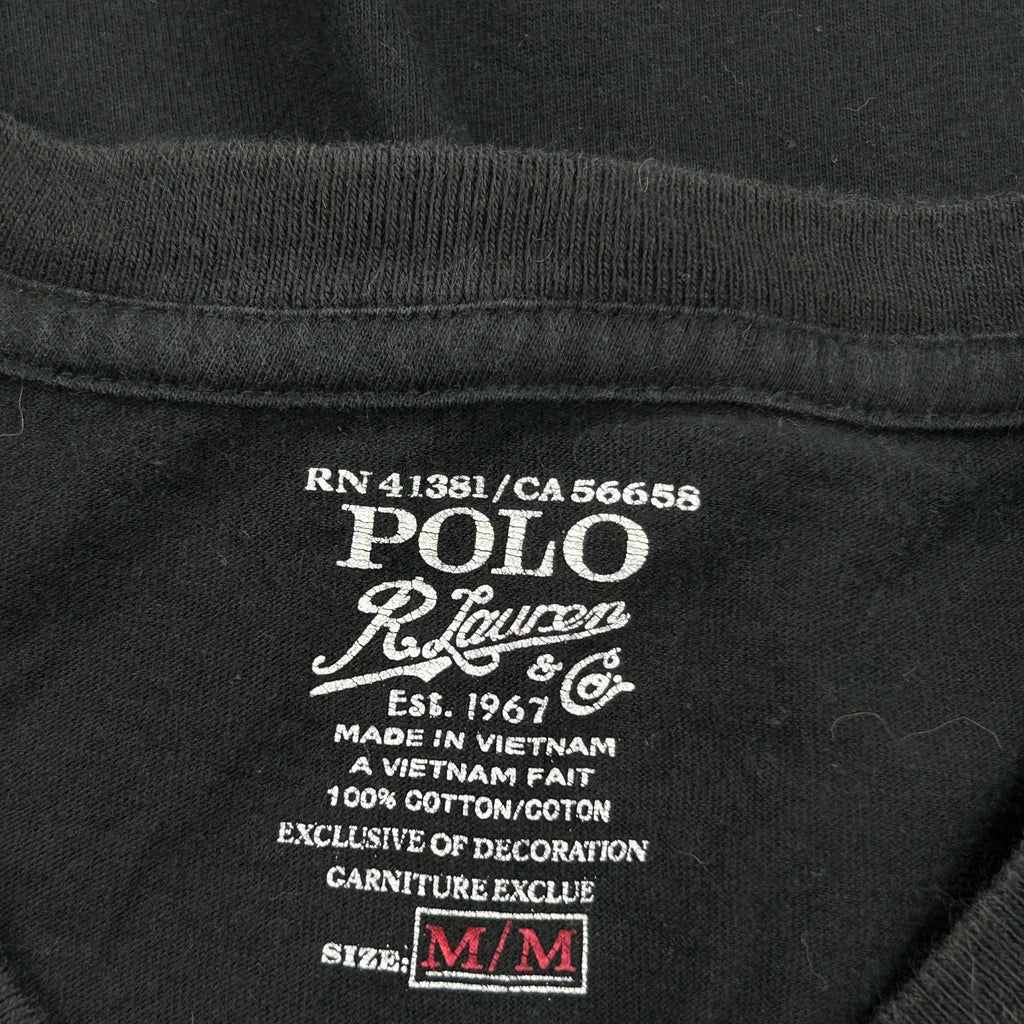 RN 41381/CA 56658
POLO
R. Lauren
& Co.
Est. 1967
MADE IN VIETNAM
A VIETNAM FAIT
100% COTTON/COTON
EXCLUSIVE OF DECORATION
GARNITURE EXCLUE
SIZE: M/M